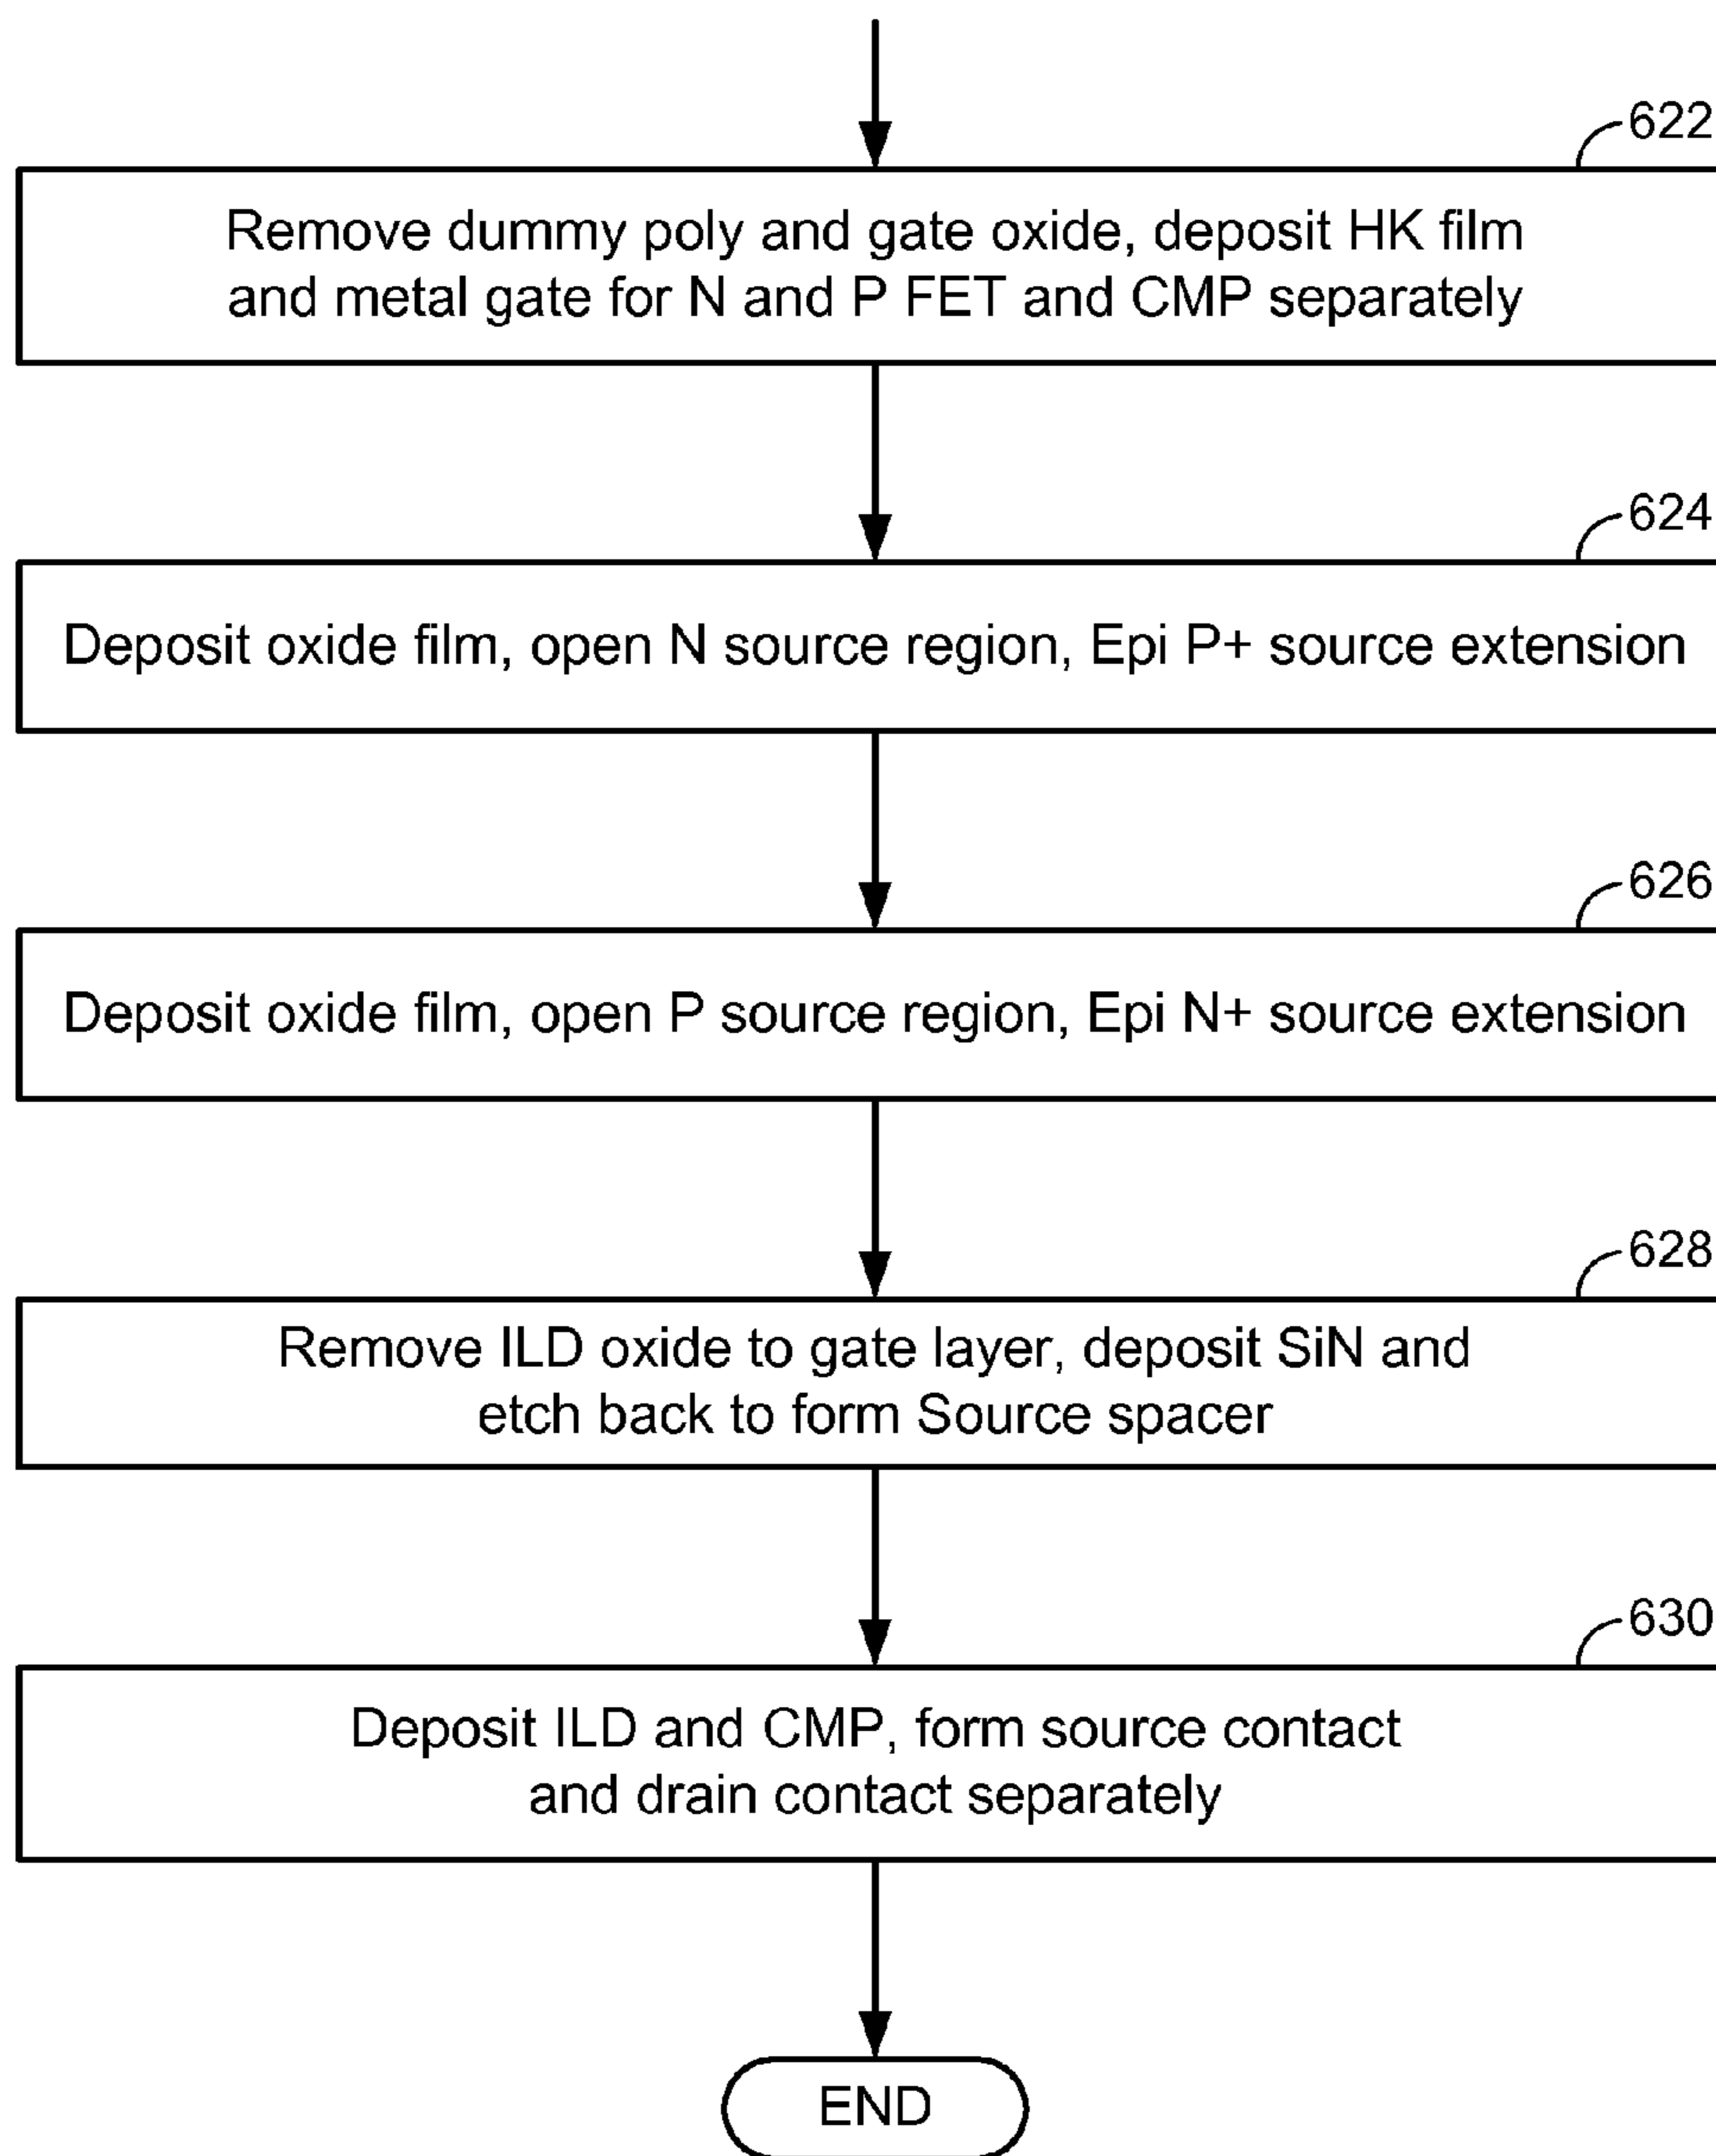 622
Remove dummy poly and gate oxide, deposit HK film
and metal gate for N and P FET and CMP separately
624
Deposit oxide film, open N source region, Epi P+ source extension
626
Deposit oxide film, open P source region, Epi N+ source extension
628
Remove ILD oxide to gate layer, deposit SiN and
etch back to form Source spacer
630
Deposit ILD and CMP, form source contact
and drain contact separately
END